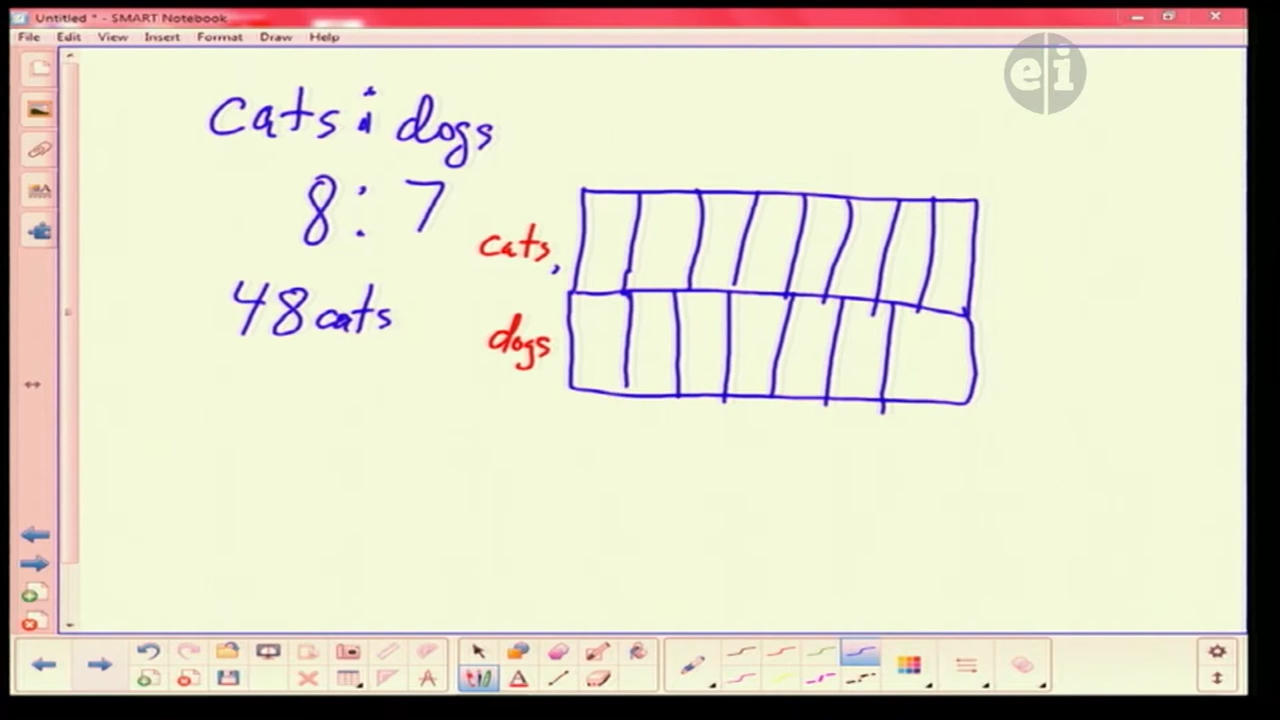 Untitled * - SMART Notebook
File Edit View Insert Format Draw Help
ei
cats : dogs
8 : 7
48 cats
cats,
dogs